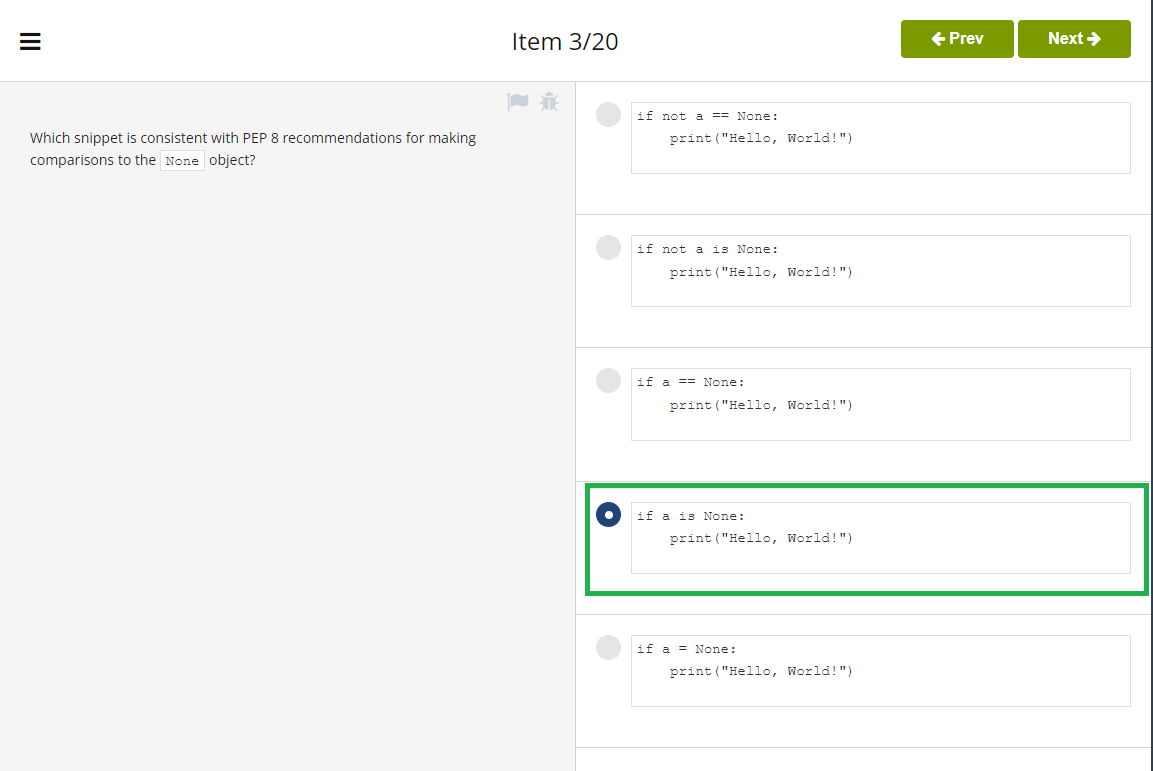 Item 3/20
Prev
Next
Which snippet is consistent with PEP 8 recommendations for making
comparisons to the None object?
if not a == None:
    print("Hello, World!")
if not a is None:
    print("Hello, World!")
if a == None:
    print("Hello, World!")
if a is None:
    print("Hello, World!")
if a = None:
    print("Hello, World!")